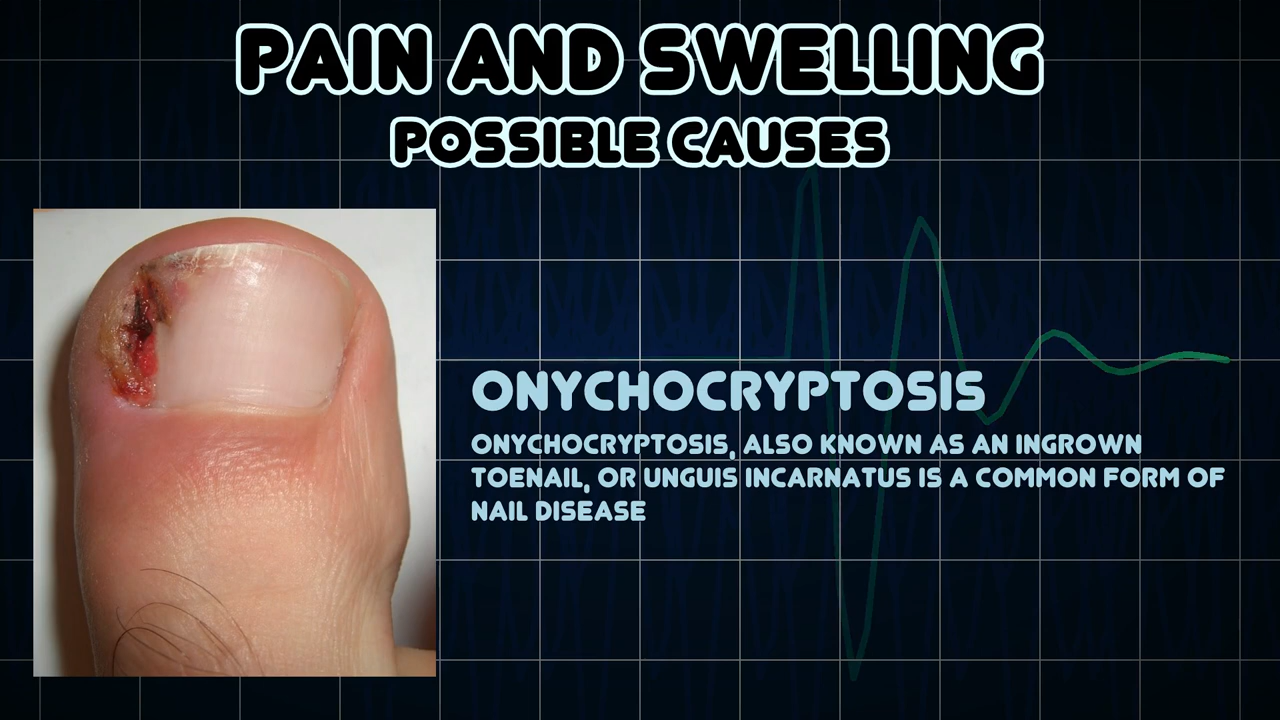 PAIN AND SWELLING
POSSIBLE CAUSES
ONYCHOCRYPTOSIS
ONYCHOCRYPTOSIS, ALSO KNOWN AS AN INGROWN
TOENAIL, OR UNGUIS INCARNATUS IS A COMMON FORM OF
NAIL DISEASE